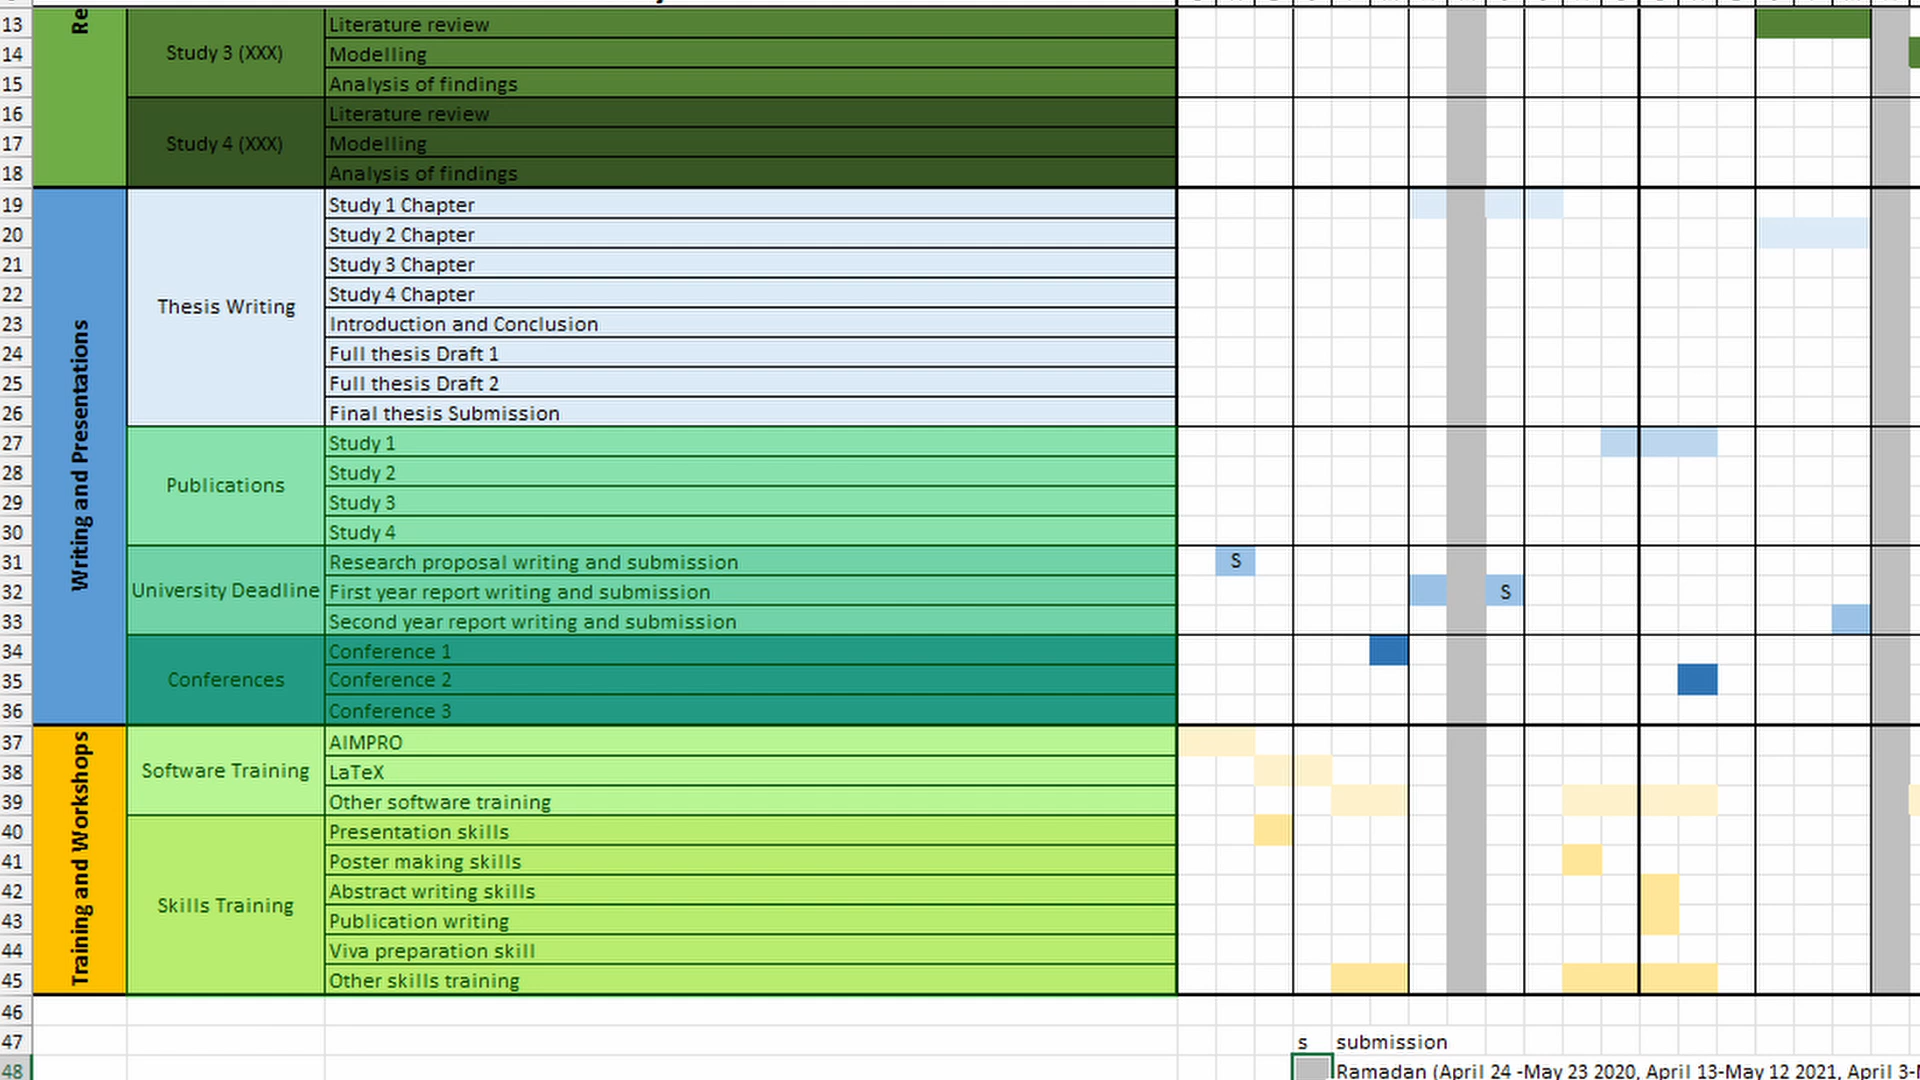 13 Re Literature review
14 Study 3 (XXX) Modelling
15 Analysis of findings
16 Literature review
17 Study 4 (XXX) Modelling
18 Analysis of findings
19 Study 1 Chapter
20 Study 2 Chapter
21 Study 3 Chapter
22 Thesis Writing Study 4 Chapter
23 Introduction and Conclusion
24 Full thesis Draft 1
25 Full thesis Draft 2
26 Final thesis Submission
Writing and Presentations
27 Study 1
28 Publications Study 2
29 Study 3
30 Study 4
31 Research proposal writing and submission S
32 University Deadline First year report writing and submission S
33 Second year report writing and submission
34 Conference 1
35 Conferences Conference 2
36 Conference 3
Training and Workshops
37 AIMPRO
38 Software Training LaTeX
39 Other software training
40 Presentation skills
41 Poster making skills
42 Skills Training Abstract writing skills
43 Publication writing
44 Viva preparation skill
45 Other skills training
46
47 s submission
48 Ramadan (April 24 -May 23 2020, April 13-May 12 2021, April 3-